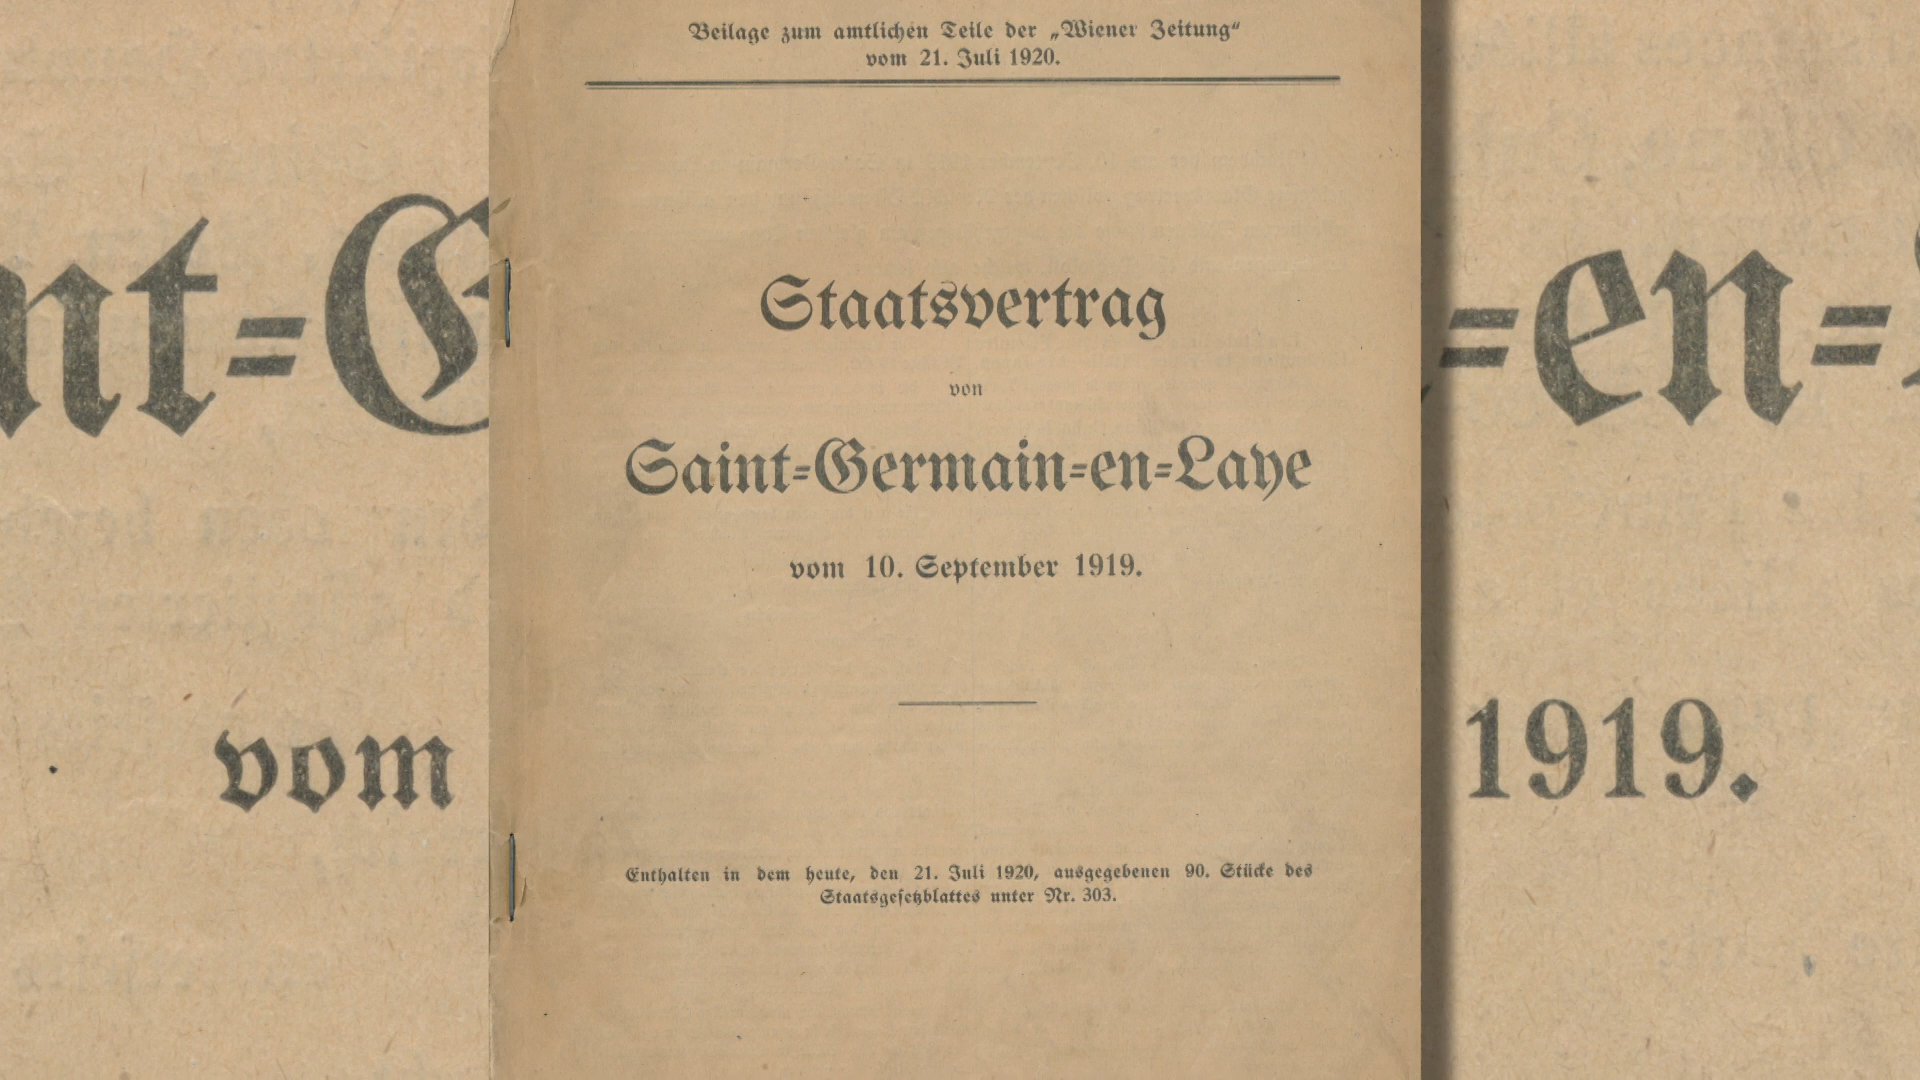 Beilage zum amtlichen Teile der „Wiener Zeitung“
vom 21. Juli 1920.
Staatsvertrag
von
Saint-Germain-en-Laye
vom 10. September 1919.
Enthalten in dem heute, den 21. Juli 1920, ausgegebenen 90. Stücke des
Staatsgesetzblattes unter Nr. 303.
nt-G
=en=
vom
1919.